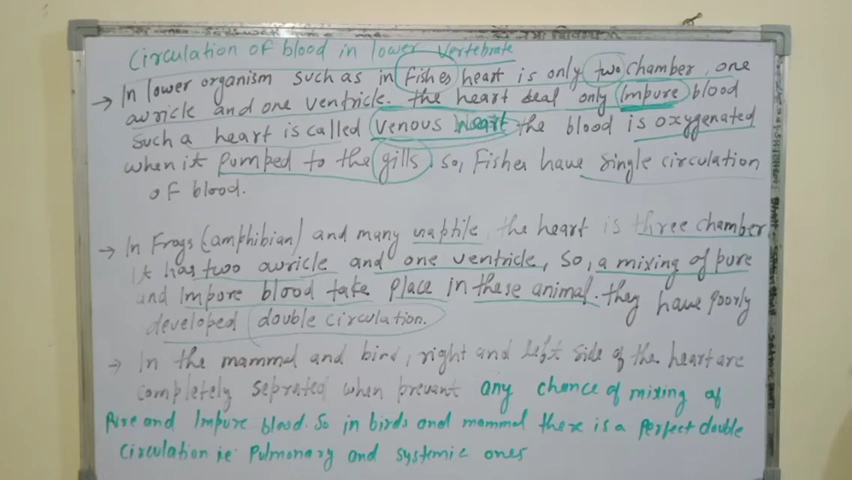 Circulation of blood in lower vertebrate
→ In lower organism such as in fishes heart is only two chamber, one
auricle and one ventricle. the heart deal only Impure blood
such a heart is called venous heart the blood is oxygenated
when it pumped to the gills. so, Fisher have single circulation
of blood.
→ In Frogs (amphibian) and many raptile, the heart is three chamber
It has two auricle and one ventricle, So, a mixing of pure
and Impure blood take place in these animal. they have poorly
developed double circulation.
→ In the mammal and bird, right and left side of the heart are
completely seprated when prevant any chance of mixing of
Pure and Impure blood. So in birds and mammal there is a perfect double
circulation i.e. pulmonary and systemic ones